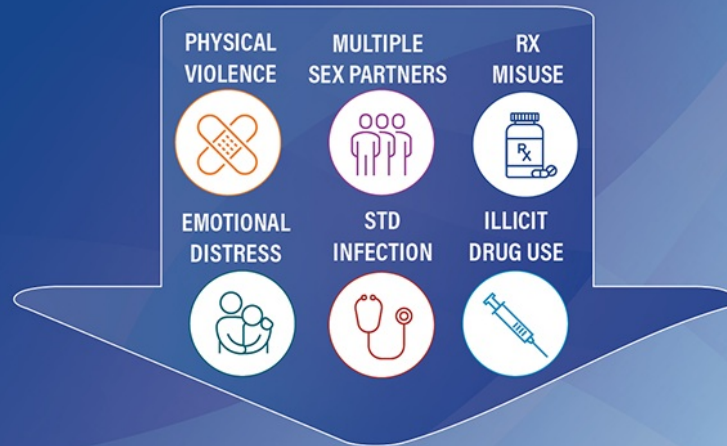 PHYSICAL
VIOLENCE
MULTIPLE
SEX PARTNERS
RX
MISUSE
RX
EMOTIONAL
DISTRESS
STD
INFECTION
ILLICIT
DRUG USE